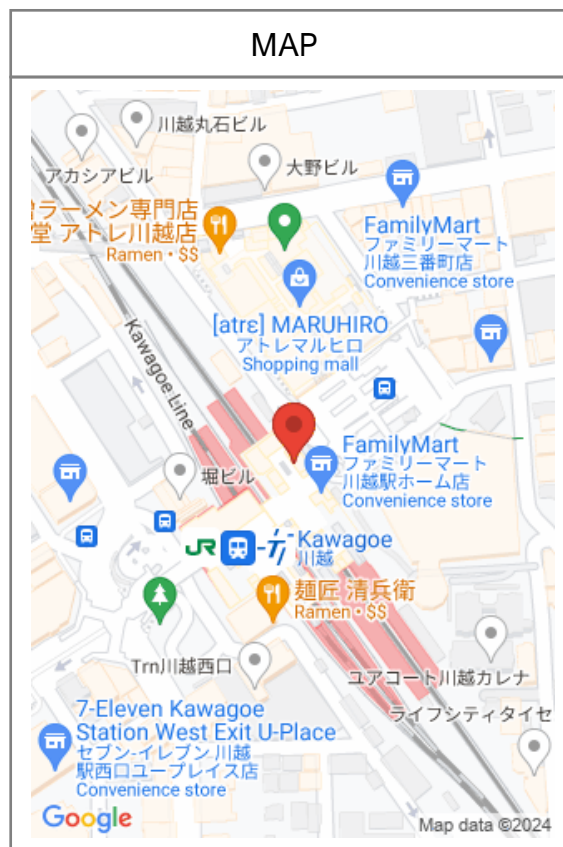 MAP
川越丸石ビル
アカシアビル
大野ビル
ラーメン専門店
堂 アトレ川越店
Ramen • $$
FamilyMart
ファミリーマート
川越三番町店
Convenience store
[atrε] MARUHIRO
アトレマルヒロ
Shopping mall
Kawagoe Line
FamilyMart
ファミリーマート
川越駅ホーム店
Convenience store
堀ビル
JR
Kawagoe
川越
麺匠 清兵衛
Ramen • $$
Trn川越西口
ユアコート川越カレナ
ライフシティタイセ
7-Eleven Kawagoe
Station West Exit U-Place
セブン-イレブン 川越
駅西口ユープレイス店
Convenience store
Google
Map data ©2024